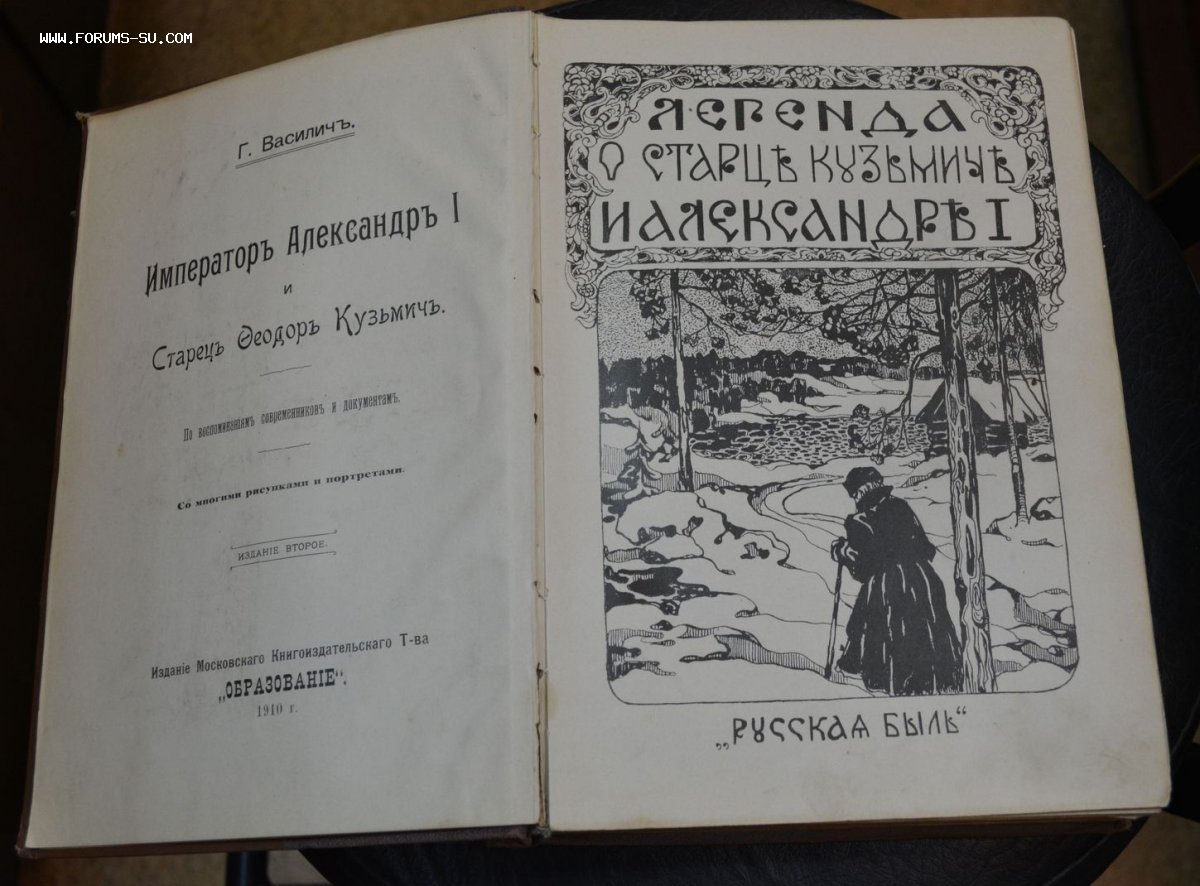 WWW.FORUMS-SU.COM
Г. Василичъ.
Императоръ Александръ I
и
Старецъ Ѳеодоръ Кузьмичъ.
По воспоминаніямъ современниковъ и документамъ.
Со многими рисунками и портретами.
ИЗДАНІЕ ВТОРОЕ.
Изданіе Московскаго Книгоиздательскаго Т-ва
„ОБРАЗОВАНІЕ“.
1910 г.
ЛЕГЕНДА
О СТАРЦѢ КУЗЬМИЧѢ
И АЛЕКСАНДРѢ I
„РУССКАЯ БЫЛЬ“